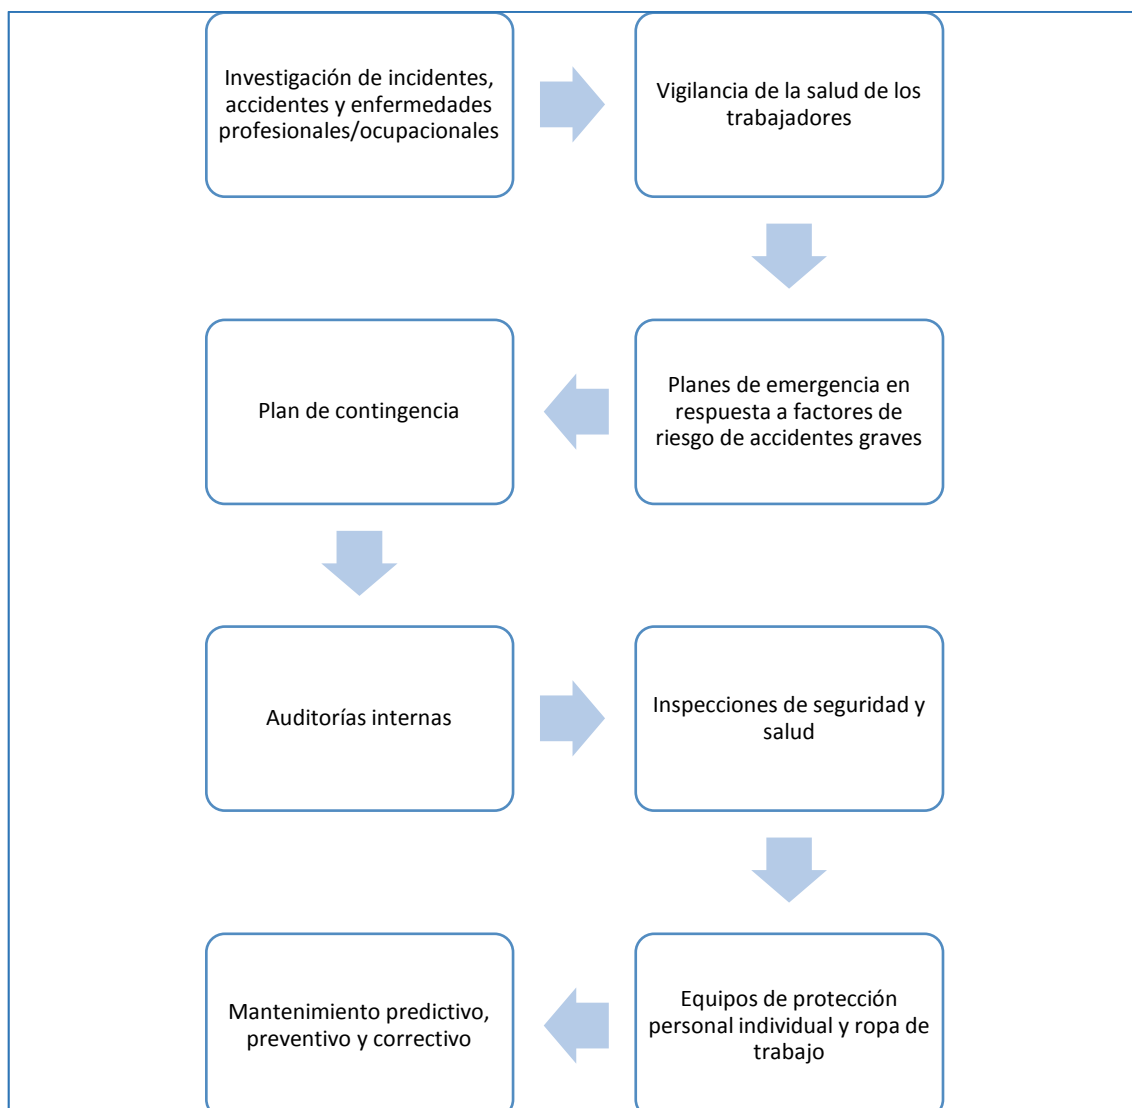 Investigación de incidentes,
accidentes y enfermedades
profesionales/ocupacionales
Vigilancia de la salud de los
trabajadores
Planes de emergencia en
respuesta a factores de
riesgo de accidentes graves
Plan de contingencia
Auditorías internas
Inspecciones de seguridad y
salud
Equipos de protección
personal individual y ropa de
trabajo
Mantenimiento predictivo,
preventivo y correctivo